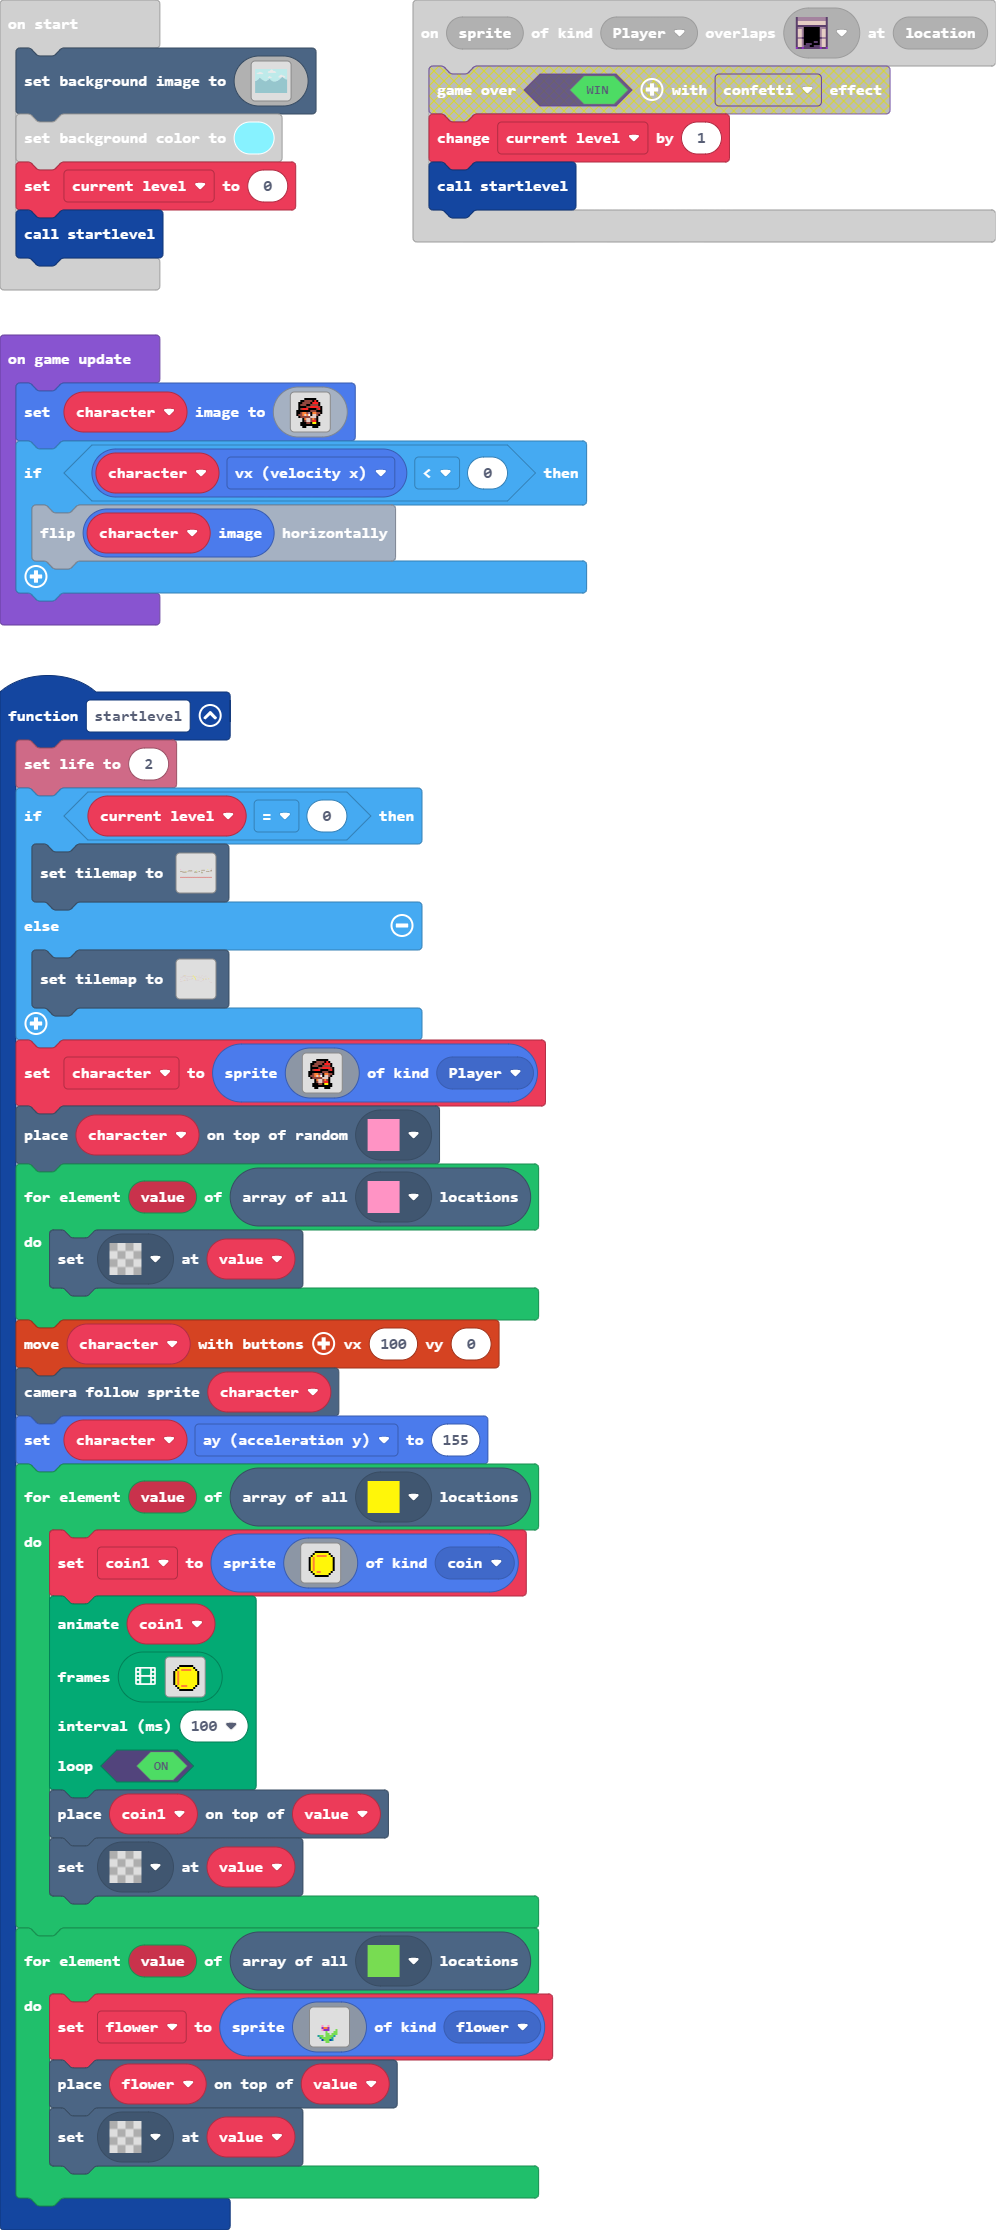 on start
set background image to
set background color to
set current level to 0
call startlevel
on sprite of kind Player overlaps at location
game over WIN with confetti effect
change current level by 1
call startlevel
on game update
set character image to
if character vx (velocity x) < 0 then
flip character image horizontally
function startlevel
set life to 2
if current level = 0 then
set tilemap to
else
set tilemap to
set character to sprite of kind Player
place character on top of random
for element value of array of all locations
do
set at value
move character with buttons vx 100 vy 0
camera follow sprite character
set character ay (acceleration y) to 155
for element value of array of all locations
do
set coin1 to sprite of kind coin
animate coin1
frames
interval (ms) 100
loop ON
place coin1 on top of value
set at value
for element value of array of all locations
do
set flower to sprite of kind flower
place flower on top of value
set at value